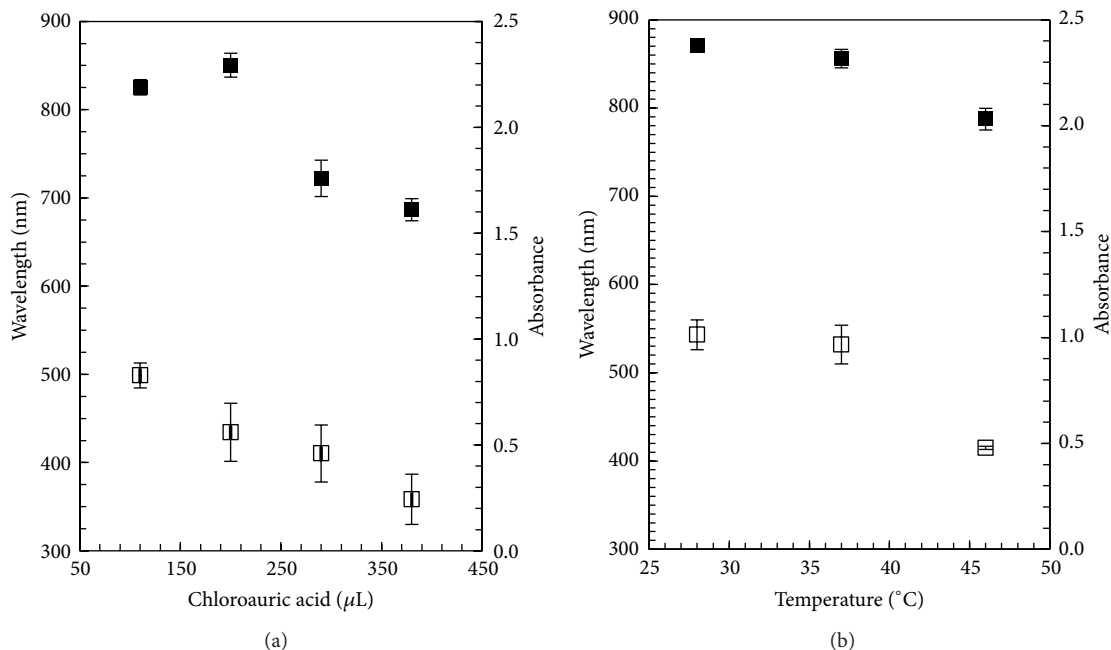 900
800
700
600
500
400
300
Wavelength (nm)
2.5
2.0
1.5
1.0
0.5
0.0
Absorbance
50 150 250 350 450
Chloroauric acid (μL)
(a)
900
800
700
600
500
400
300
Wavelength (nm)
2.5
2.0
1.5
1.0
0.5
0.0
Absorbance
25 30 35 40 45 50
Temperature (°C)
(b)